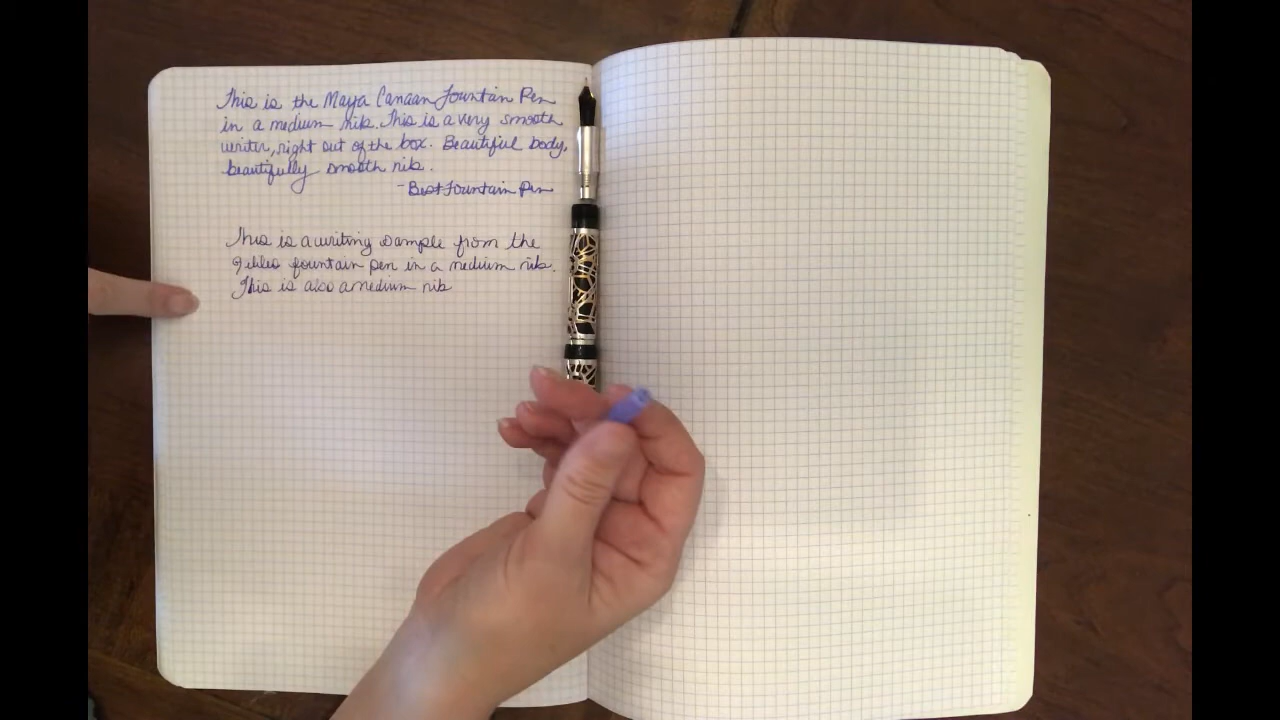 This is the Maya Canaan Fountain Pen
in a medium nib. This is a very smooth
writer, right out of the box. Beautiful body,
beautifully smooth nib.
- Best Fountain Pen
This is a writing sample from the
fountain pen in a medium nib.
This is also a medium nib